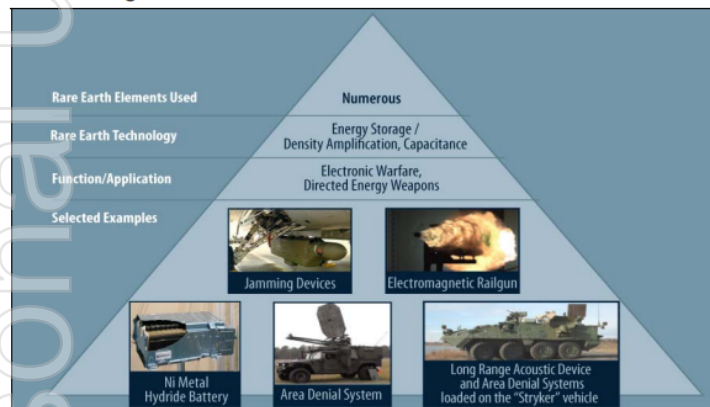 Rare Earth Elements Used
Numerous
Rare Earth Technology
Energy Storage /
Density Amplification, Capacitance
Function/Application
Electronic Warfare,
Directed Energy Weapons
Selected Examples
Jamming Devices
Electromagnetic Railgun
Ni Metal
Hydride Battery
Area Denial System
Long Range Acoustic Device
and Area Denial Systems
loaded on the “Stryker” vehicle